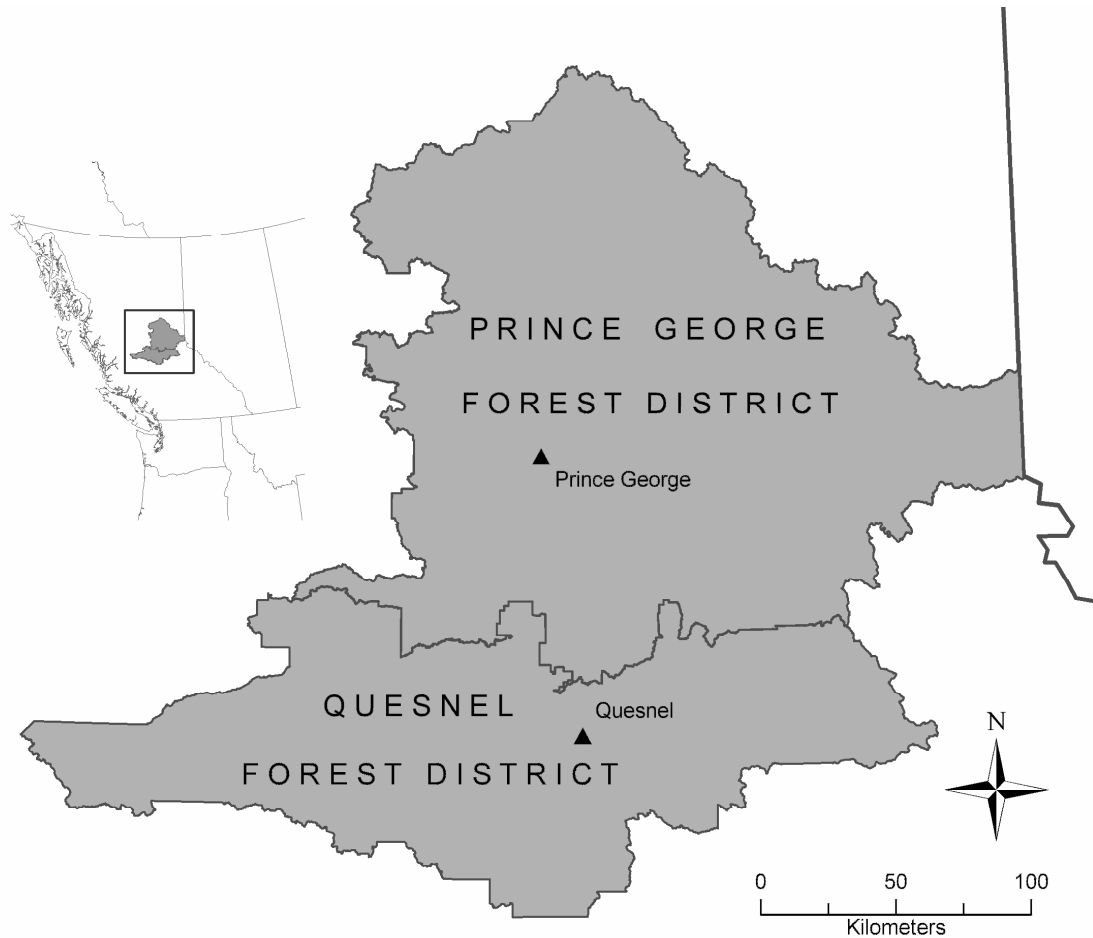 PRINCE GEORGE
FOREST DISTRICT
Prince George
QUESNEL
Quesnel
FOREST DISTRICT
N
0 50 100
Kilometers